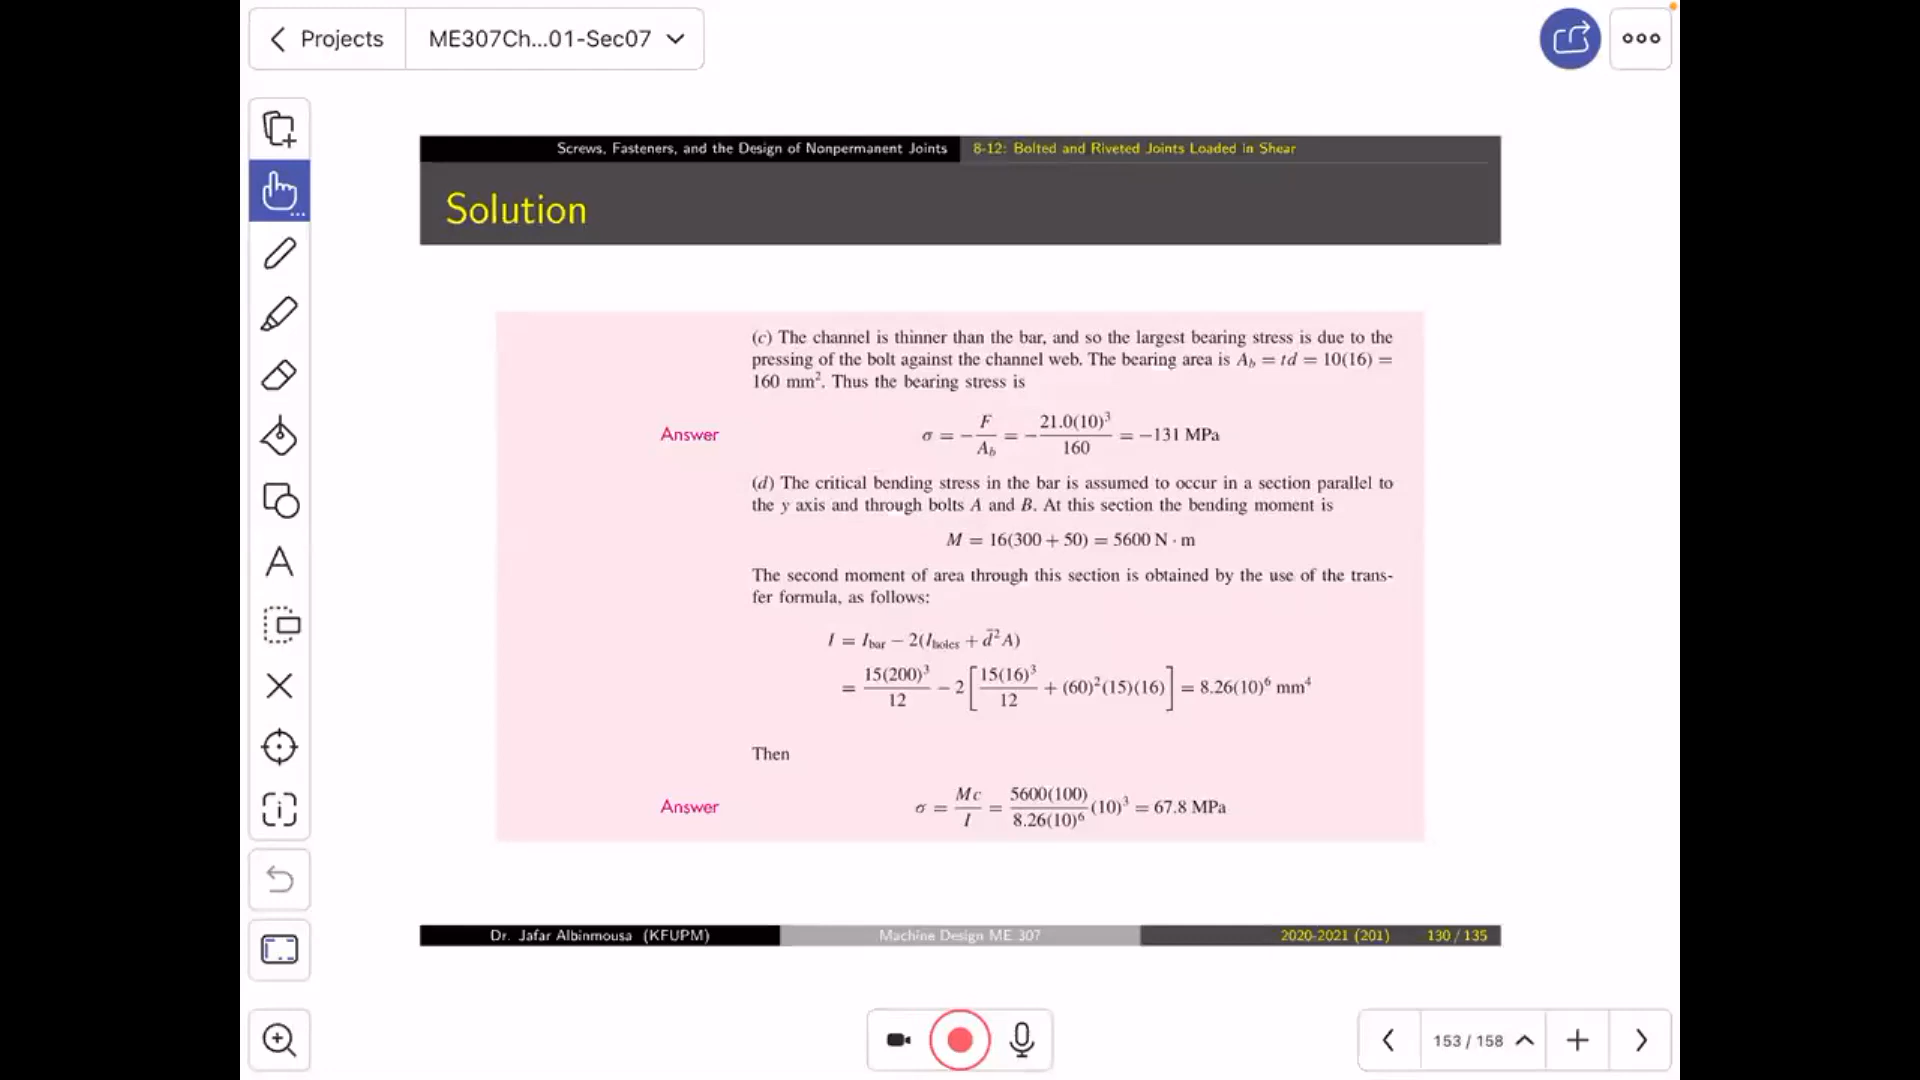 Projects
ME307Ch...01-Sec07
Screws, Fasteners, and the Design of Nonpermanent Joints
8-12: Bolted and Riveted Joints Loaded in Shear
Solution
(c) The channel is thinner than the bar, and so the largest bearing stress is due to the
pressing of the bolt against the channel web. The bearing area is A_b = td = 10(16) =
160 mm². Thus the bearing stress is
Answer
σ = −F/A_b = −21.0(10)³/160 = −131 MPa
(d) The critical bending stress in the bar is assumed to occur in a section parallel to
the y axis and through bolts A and B. At this section the bending moment is
M = 16(300 + 50) = 5600 N · m
The second moment of area through this section is obtained by the use of the trans-
fer formula, as follows:
I = I_bar − 2(I_holes + d̄²A)
= 15(200)³/12 − 2[15(16)³/12 + (60)²(15)(16)] = 8.26(10)⁶ mm⁴
Then
Answer
σ = Mc/I = 5600(100)/8.26(10)⁶ (10)³ = 67.8 MPa
Dr. Jafar Albinmousa (KFUPM)
Machine Design ME 307
2020-2021 (201)
130 / 135
153 / 158